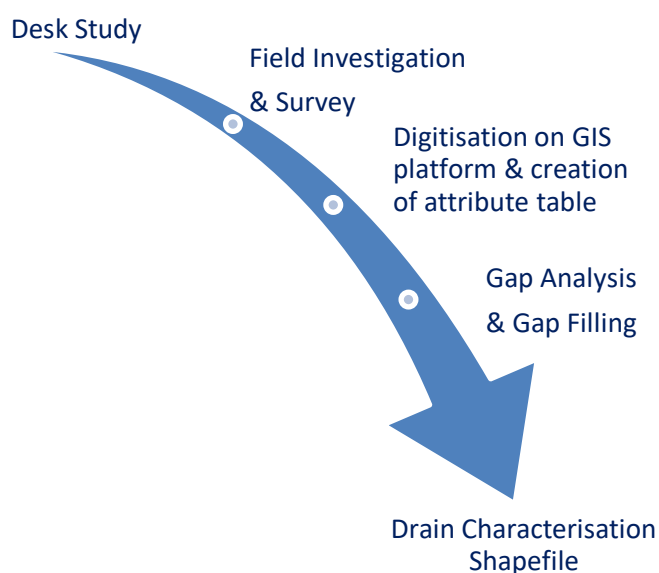 Desk Study
Field Investigation
& Survey
Digitisation on GIS
platform & creation
of attribute table
Gap Analysis
& Gap Filling
Drain Characterisation
Shapefile